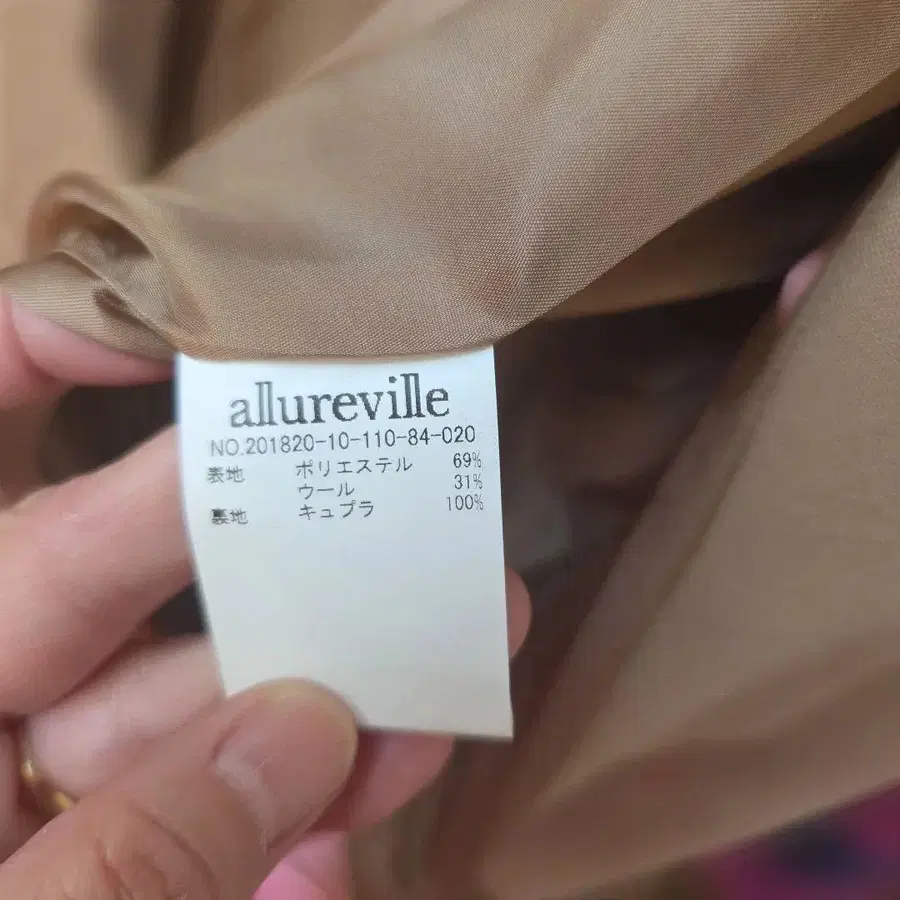 allureville
NO.201820-10-110-84-020
表地 ポリエステル 69%
ウール 31%
裏地 キュプラ 100%